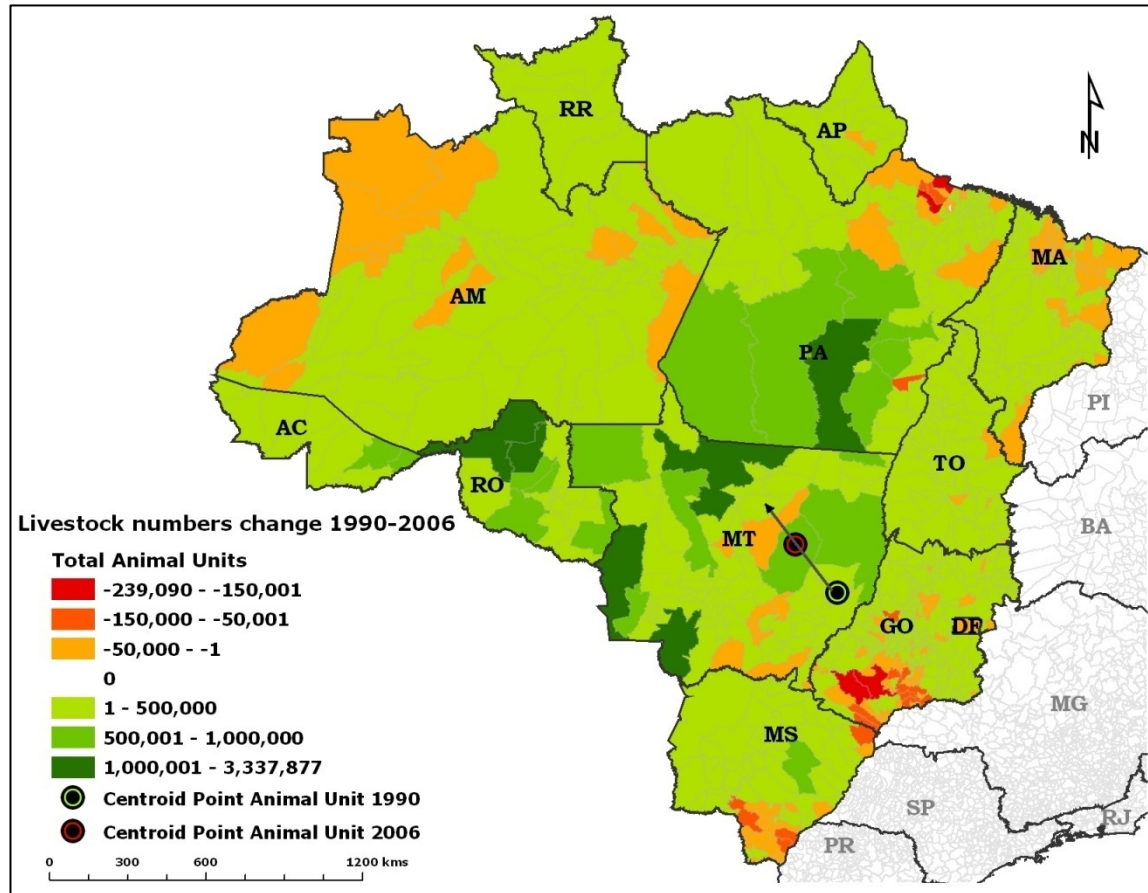 RR
AP
N
MA
AM
PA
PI
AC
TO
RO
BA
MT
GO
DF
MG
MS
SP
RJ
PR
Livestock numbers change 1990-2006
Total Animal Units
-239,090 - -150,001
-150,000 - -50,001
-50,000 - -1
0
1 - 500,000
500,001 - 1,000,000
1,000,001 - 3,337,877
Centroid Point Animal Unit 1990
Centroid Point Animal Unit 2006
0 300 600 1200 kms